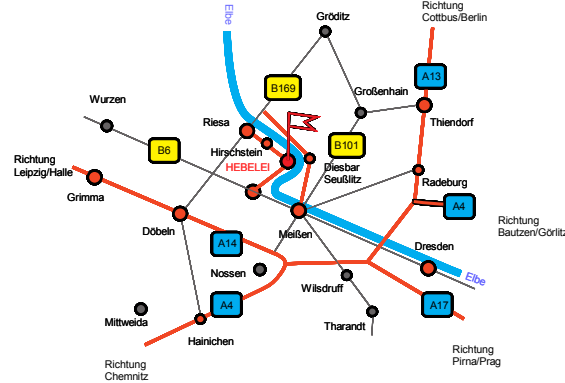 Elbe
Gröditz
Richtung
Cottbus/Berlin
A13
B169
Großenhain
Wurzen
Riesa
Thiendorf
B6
Hirschstein
B101
HEBELEI
Diesbar
Seußlitz
Richtung
Leipzig/Halle
Radeburg
Grimma
A4
Richtung
Bautzen/Görlitz
Döbeln
Meißen
A14
Dresden
Nossen
Elbe
Wilsdruff
A4
A17
Mittweida
Tharandt
Hainichen
Richtung
Pirna/Prag
Richtung
Chemnitz